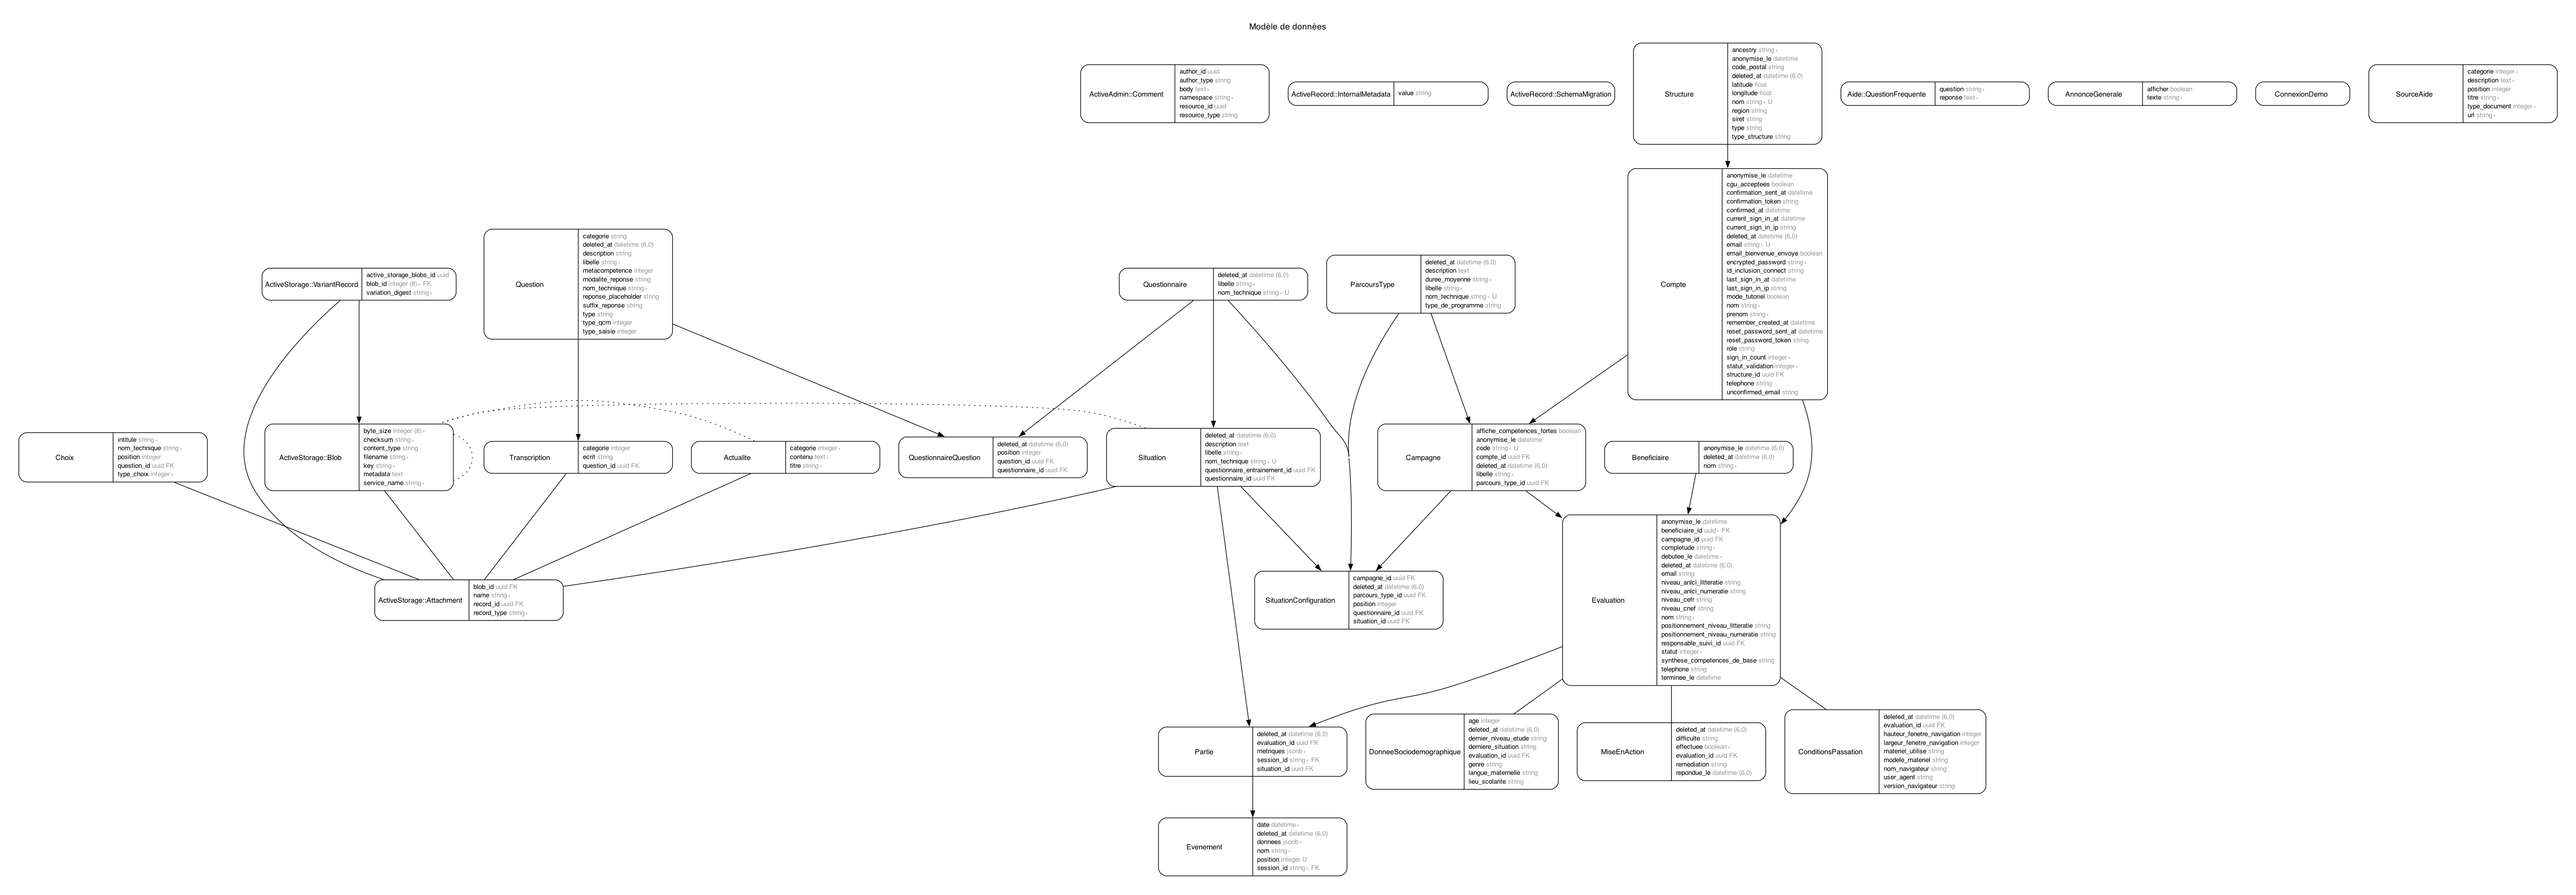 Modèle de données
ActiveAdmin::Comment
author_id uuid
author_type string
body text *
namespace string *
resource_id uuid
resource_type string
ActiveRecord::InternalMetadata
value string
ActiveRecord::SchemaMigration
Structure
ancestry string *
anonymise_le datetime
code_postal string
deleted_at datetime (6,0)
latitude float
longitude float
nom string * U
region string
siret string
type string
type_structure string
Aide::QuestionFrequente
question string *
reponse text *
AnnonceGenerale
afficher boolean
texte string *
ConnexionDemo
SourceAide
categorie integer *
description text *
position integer
titre string *
type_document integer *
url string *
Compte
anonymise_le datetime
cgu_acceptees boolean
confirmation_sent_at datetime
confirmation_token string
confirmed_at datetime
current_sign_in_at datetime
current_sign_in_ip string
deleted_at datetime (6,0)
email string * U
email_bienvenue_envoye boolean
encrypted_password string *
id_inclusion_connect string
last_sign_in_at datetime
last_sign_in_ip string
mode_tutoriel boolean
nom string *
prenom string *
remember_created_at datetime
reset_password_sent_at datetime
reset_password_token string
role string
sign_in_count integer *
statut_validation integer *
structure_id uuid FK
telephone string
unconfirmed_email string
ActiveStorage::VariantRecord
active_storage_blobs_id uuid
blob_id integer (8) * FK
variation_digest string *
Question
categorie string
deleted_at datetime (6,0)
description string
libelle string *
metacompetence integer
modalite_reponse string
nom_technique string *
reponse_placeholder string
suffix_reponse string
type string
type_qcm integer
type_saisie integer
Questionnaire
deleted_at datetime (6,0)
libelle string *
nom_technique string * U
ParcoursType
deleted_at datetime (6,0)
description text
duree_moyenne string *
libelle string *
nom_technique string * U
type_de_programme string
Choix
intitule string *
nom_technique string *
position integer
question_id uuid FK
type_choix integer *
ActiveStorage::Blob
byte_size integer (8) *
checksum string *
content_type string
filename string *
key string *
metadata text
service_name string *
Transcription
categorie integer
ecrit string
question_id uuid FK
Actualite
categorie integer *
contenu text *
titre string *
QuestionnaireQuestion
deleted_at datetime (6,0)
position integer
question_id uuid FK
questionnaire_id uuid FK
Situation
deleted_at datetime (6,0)
description text
libelle string *
nom_technique string * U
questionnaire_entrainement_id uuid FK
questionnaire_id uuid FK
Campagne
affiche_competences_fortes boolean
anonymise_le datetime
code string * U
compte_id uuid FK
deleted_at datetime (6,0)
libelle string *
parcours_type_id uuid FK
Beneficiaire
anonymise_le datetime (6,0)
deleted_at datetime (6,0)
nom string *
ActiveStorage::Attachment
blob_id uuid FK
name string *
record_id uuid FK
record_type string *
SituationConfiguration
campagne_id uuid FK
deleted_at datetime (6,0)
parcours_type_id uuid FK
position integer
questionnaire_id uuid FK
situation_id uuid FK
Evaluation
anonymise_le datetime
beneficiaire_id uuid * FK
campagne_id uuid FK
completude string *
debutee_le datetime *
deleted_at datetime (6,0)
email string
niveau_anlci_litteratie string
niveau_anlci_numeratie string
niveau_cefr string
niveau_cnef string
nom string *
positionnement_niveau_litteratie string
positionnement_niveau_numeratie string
responsable_suivi_id uuid FK
statut integer *
synthese_competences_de_base string
telephone string
terminee_le datetime
Partie
deleted_at datetime (6,0)
evaluation_id uuid FK
metriques jsonb *
session_id string * FK
situation_id uuid FK
DonneeSociodemographique
age integer
deleted_at datetime (6,0)
dernier_niveau_etude string
derniere_situation string
evaluation_id uuid FK
genre string
langue_maternelle string
lieu_scolarite string
MiseEnAction
deleted_at datetime (6,0)
difficulte string
effectuee boolean *
evaluation_id uuid FK
remediation string
repondue_le datetime (6,0)
ConditionsPassation
deleted_at datetime (6,0)
evaluation_id uuid FK
hauteur_fenetre_navigation integer
largeur_fenetre_navigation integer
materiel_utilise string
modele_materiel string
nom_navigateur string
user_agent string
version_navigateur string
Evenement
date datetime *
deleted_at datetime (6,0)
donnees jsonb *
nom string *
position integer U
session_id string * FK